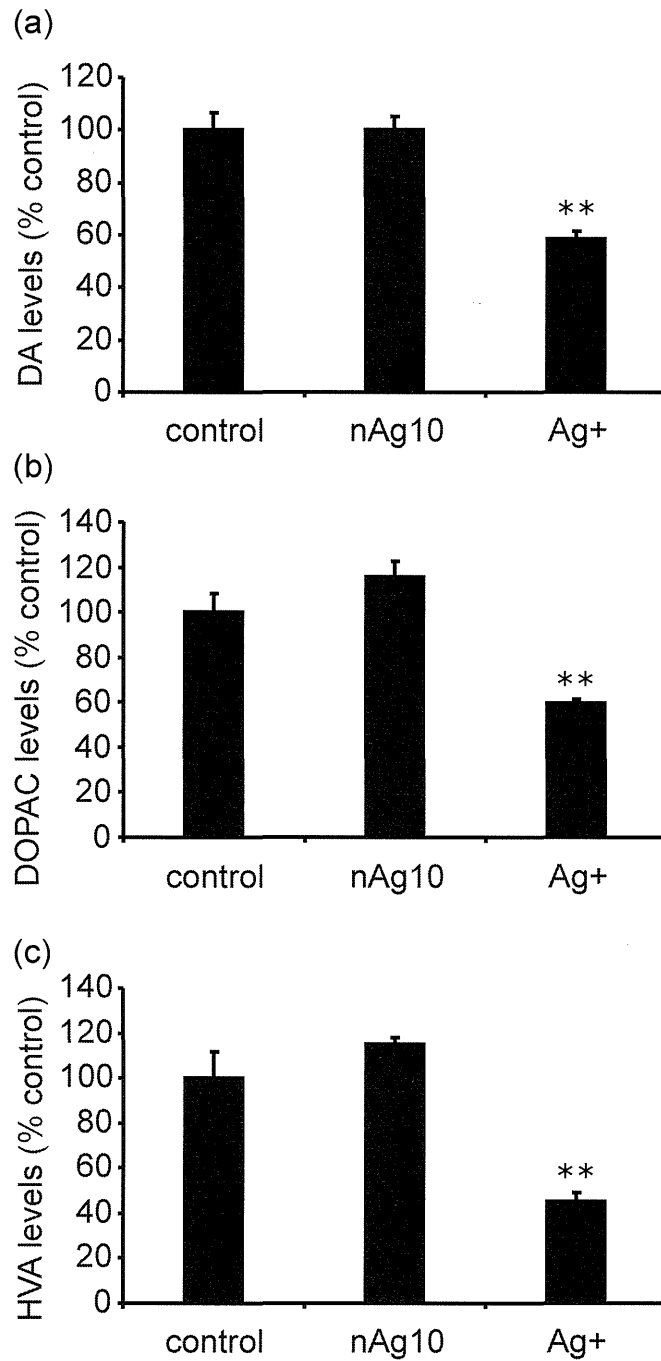 (a)
DA levels (% control)
120
100
80
60
40
20
0
**
control nAg10 Ag+
(b)
DOPAC levels (% control)
140
120
100
80
60
40
20
0
**
control nAg10 Ag+
(c)
HVA levels (% control)
140
120
100
80
60
40
20
0
**
control nAg10 Ag+